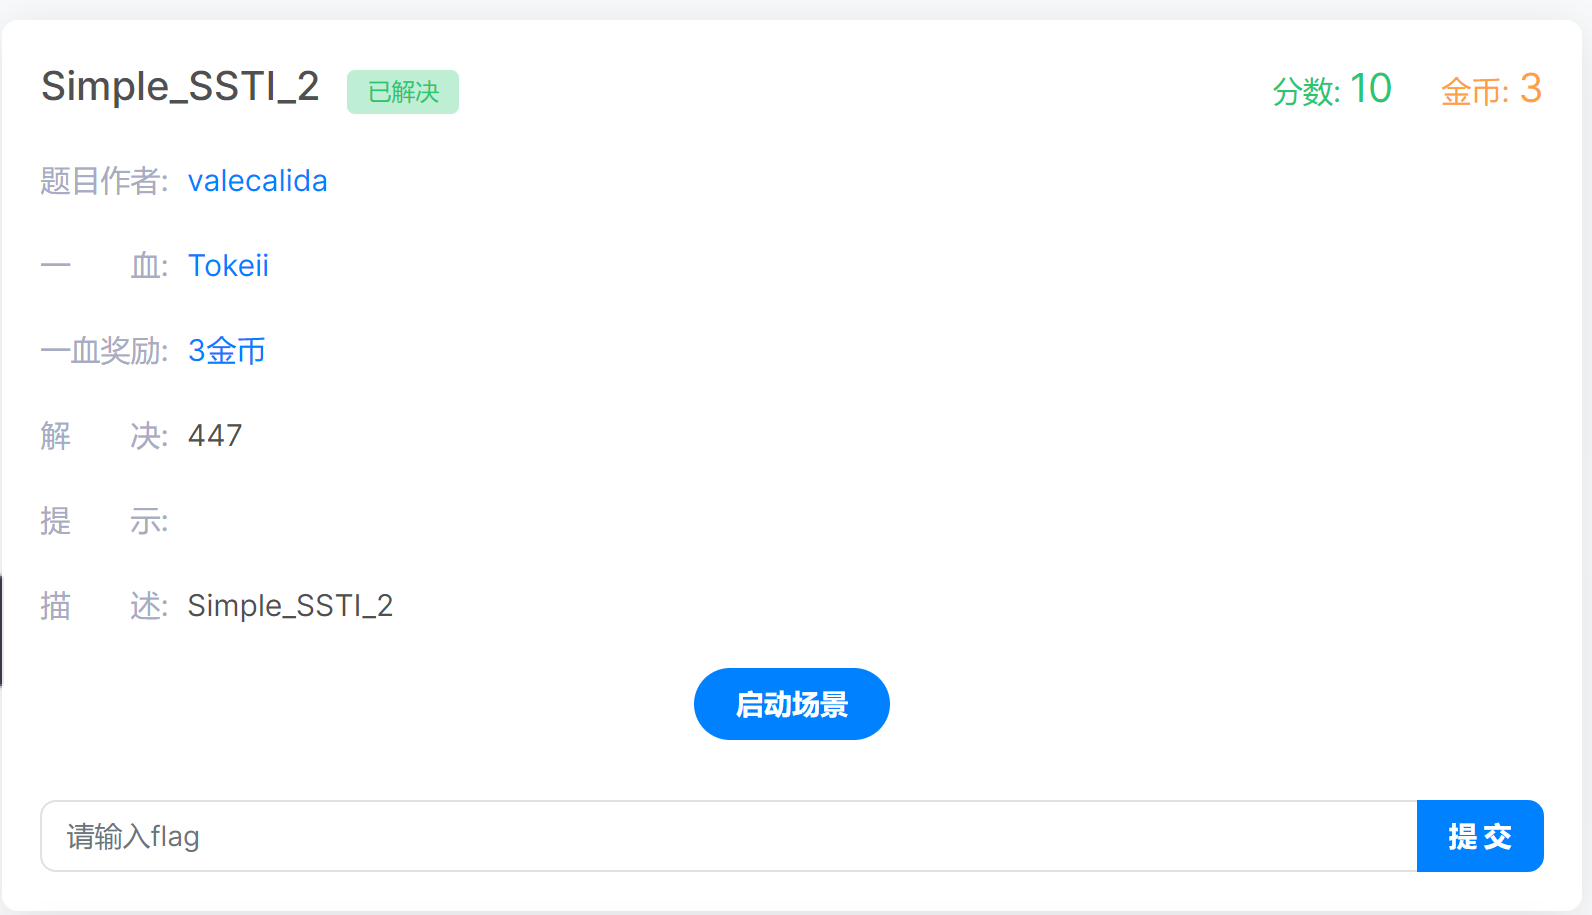 Simple_SSTI_2 已解决 分数: 10 金币: 3
题目作者: valecalida
一 血: Tokeii
一血奖励: 3金币
解 决: 447
提 示:
描 述: Simple_SSTI_2
启动场景
请输入flag 提 交